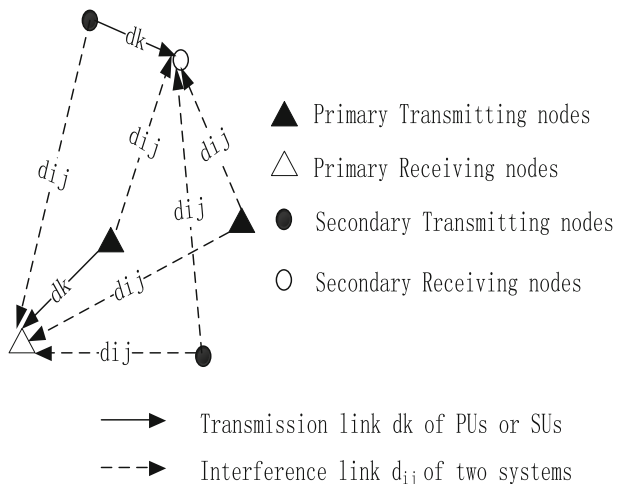 dk
dij
dij
dij
dij
dk
dij
dij
Primary Transmitting nodes
Primary Receiving nodes
Secondary Transmitting nodes
Secondary Receiving nodes
Transmission link dk of PUs or SUs
Interference link dij of two systems